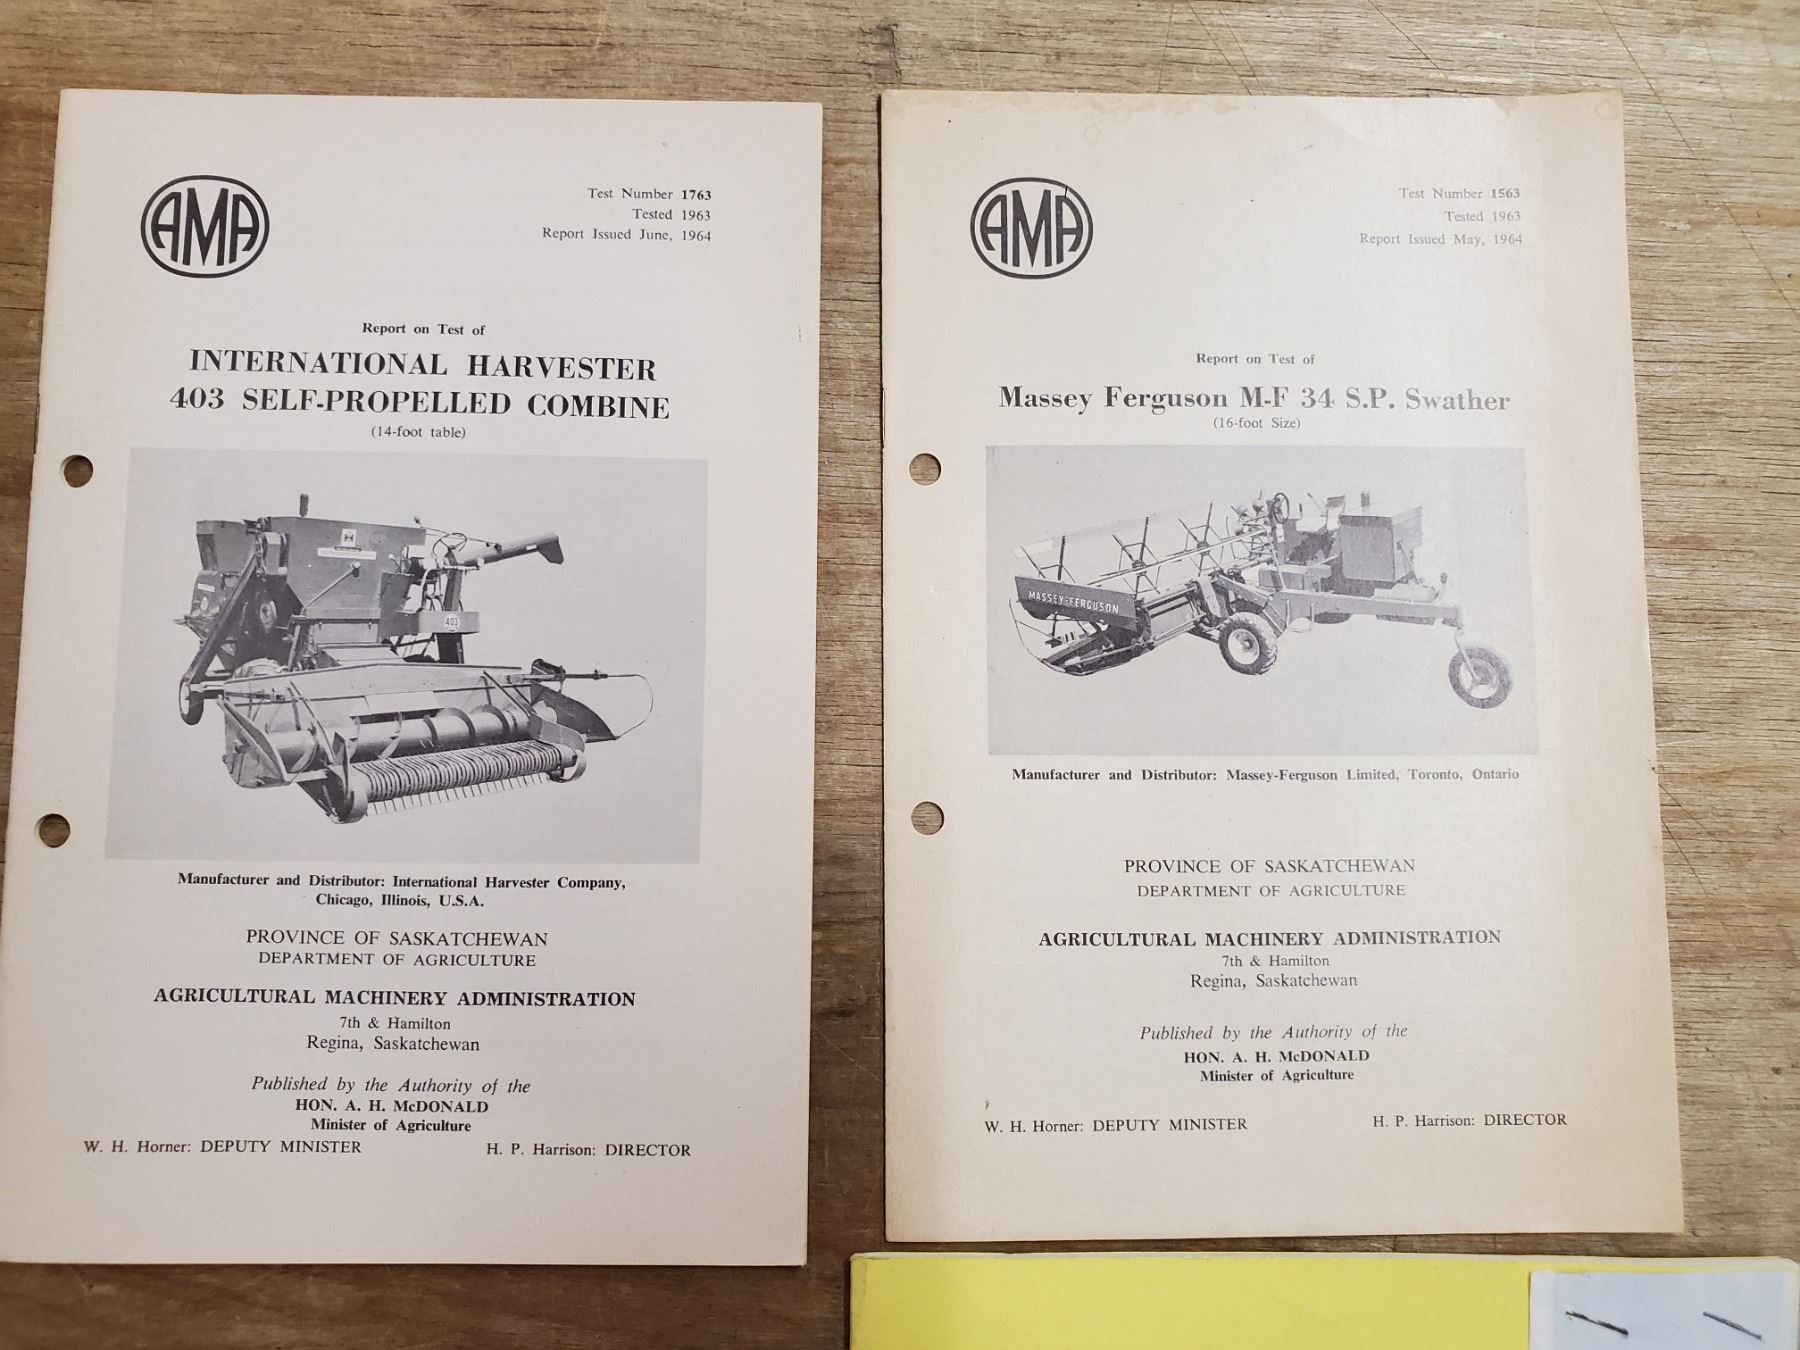 AMA
Test Number 1763
Tested 1963
Report Issued June, 1964
Report on Test of
INTERNATIONAL HARVESTER
403 SELF-PROPELLED COMBINE
(14-foot table)
403
Manufacturer and Distributor: International Harvester Company,
Chicago, Illinois, U.S.A.
PROVINCE OF SASKATCHEWAN
DEPARTMENT OF AGRICULTURE
AGRICULTURAL MACHINERY ADMINISTRATION
7th & Hamilton
Regina, Saskatchewan
Published by the Authority of the
HON. A. H. McDONALD
Minister of Agriculture
W. H. Horner: DEPUTY MINISTER
H. P. Harrison: DIRECTOR
AMA
Test Number 1563
Tested 1963
Report Issued May, 1964
Report on Test of
Massey Ferguson M-F 34 S.P. Swather
(16-foot Size)
MASSEY-FERGUSON
Manufacturer and Distributor: Massey-Ferguson Limited, Toronto, Ontario
PROVINCE OF SASKATCHEWAN
DEPARTMENT OF AGRICULTURE
AGRICULTURAL MACHINERY ADMINISTRATION
7th & Hamilton
Regina, Saskatchewan
Published by the Authority of the
HON. A. H. McDONALD
Minister of Agriculture
W. H. Horner: DEPUTY MINISTER
H. P. Harrison: DIRECTOR